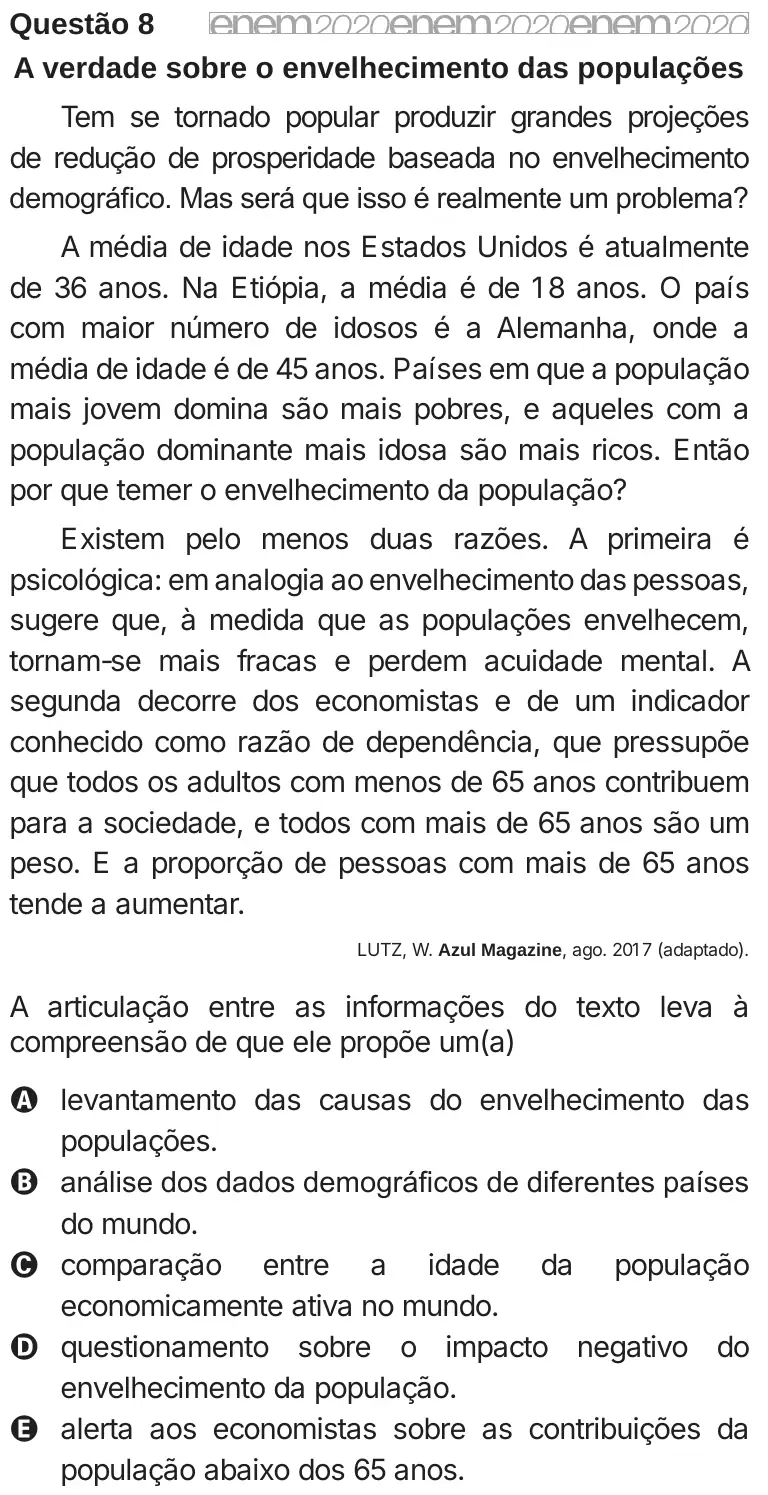 Questão 8
enem2020enem2020enem2020
A verdade sobre o envelhecimento das populações
Tem se tornado popular produzir grandes projeções
de redução de prosperidade baseada no envelhecimento
demográfico. Mas será que isso é realmente um problema?
A média de idade nos Estados Unidos é atualmente
de 36 anos. Na Etiópia, a média é de 18 anos. O país
com maior número de idosos é a Alemanha, onde a
média de idade é de 45 anos. Países em que a população
mais jovem domina são mais pobres, e aqueles com a
população dominante mais idosa são mais ricos. Então
por que temer o envelhecimento da população?
Existem pelo menos duas razões. A primeira é
psicológica: em analogia ao envelhecimento das pessoas,
sugere que, à medida que as populações envelhecem,
tornam-se mais fracas e perdem acuidade mental. A
segunda decorre dos economistas e de um indicador
conhecido como razão de dependência, que pressupõe
que todos os adultos com menos de 65 anos contribuem
para a sociedade, e todos com mais de 65 anos são um
peso. E a proporção de pessoas com mais de 65 anos
tende a aumentar.
LUTZ, W. Azul Magazine, ago. 2017 (adaptado).
A articulação entre as informações do texto leva à
compreensão de que ele propõe um(a)
A levantamento das causas do envelhecimento das
populações.
B análise dos dados demográficos de diferentes países
do mundo.
C comparação entre a idade da população
economicamente ativa no mundo.
D questionamento sobre o impacto negativo do
envelhecimento da população.
E alerta aos economistas sobre as contribuições da
população abaixo dos 65 anos.